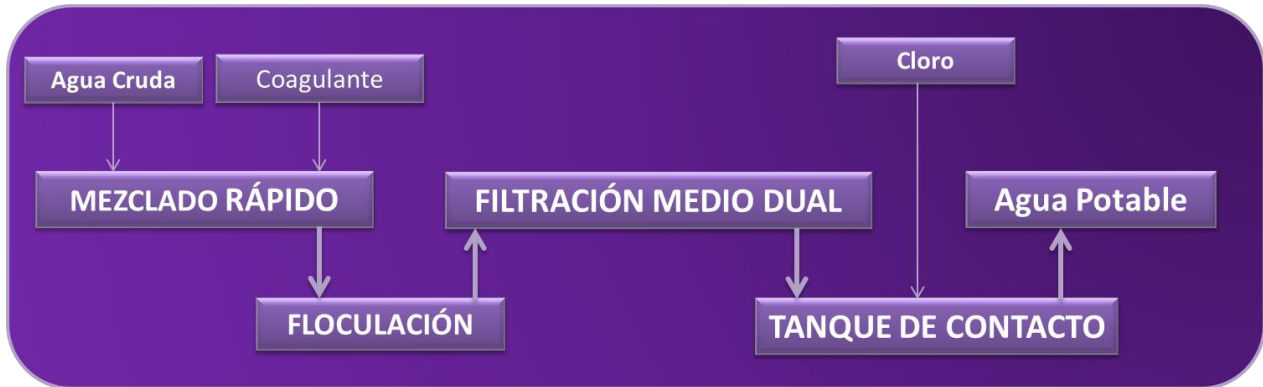 Agua Cruda
Coagulante
Cloro
MEZCLADO RÁPIDO
FILTRACIÓN MEDIO DUAL
Agua Potable
FLOCULACIÓN
TANQUE DE CONTACTO